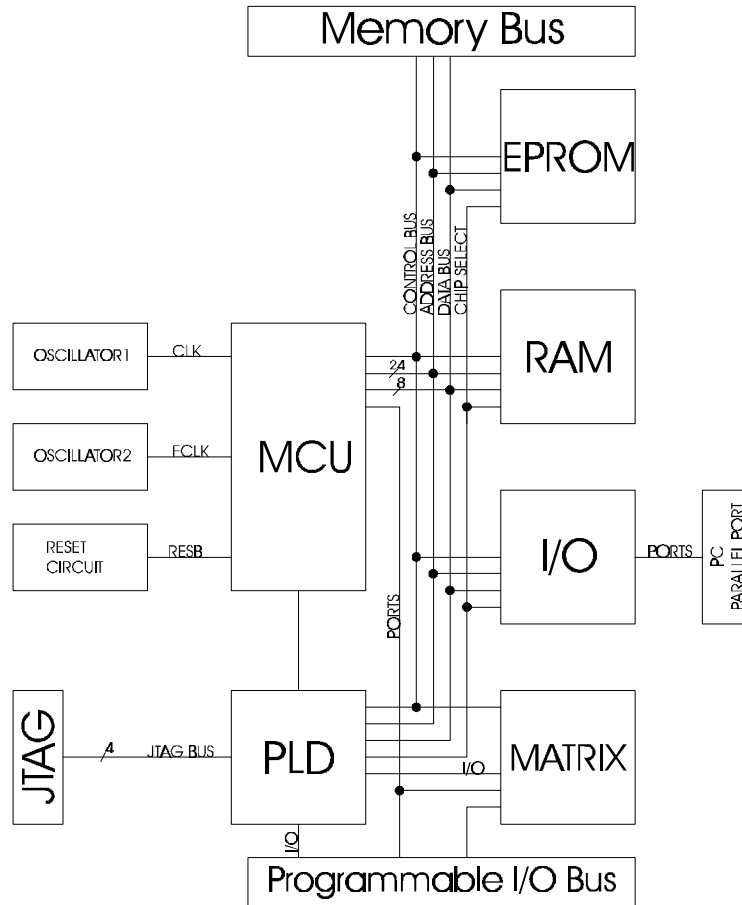 Memory Bus
EPROM
CONTROL BUS
ADDRESS BUS
DATA BUS
CHIP SELECT
OSCILLATOR1
CLK
MCU
24
8
RAM
OSCILLATOR2
FCLK
RESET
CIRCUIT
RESB
I/O
PORTS
PC
PARALLEL PORT
PORTS
JTAG
4
JTAG BUS
PLD
I/O
MATRIX
I/O
Programmable I/O Bus